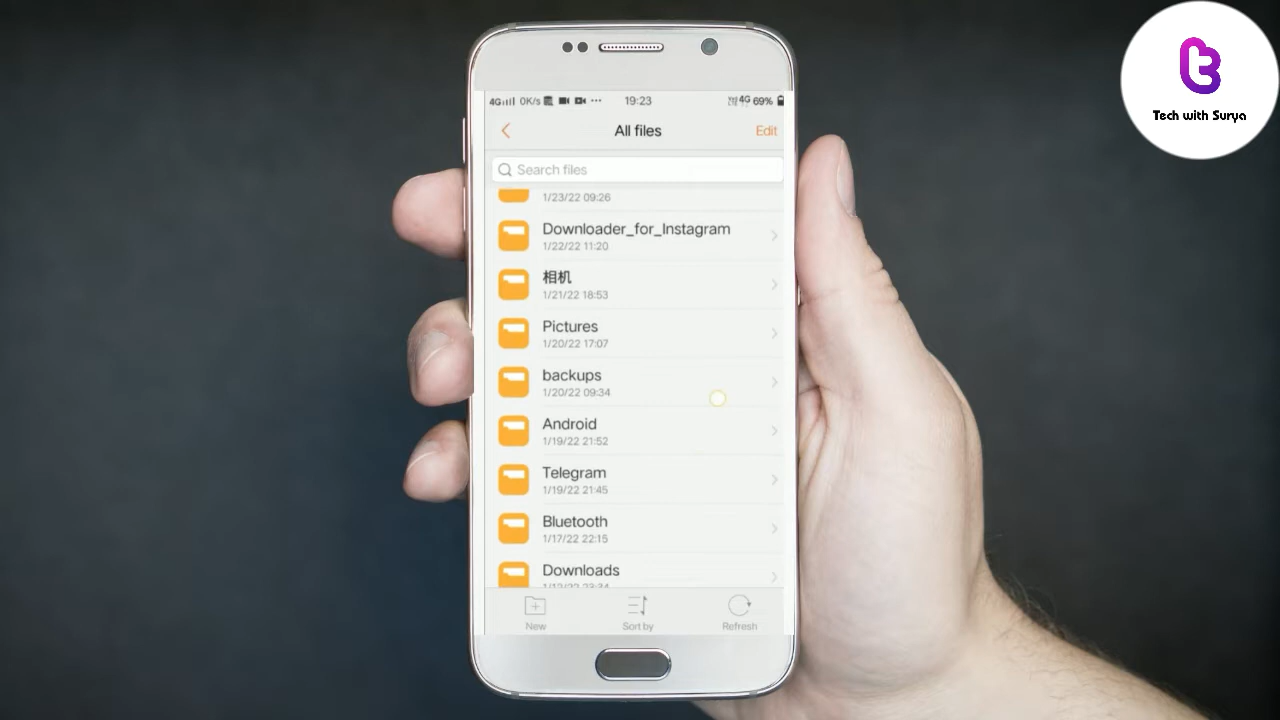 4G 0K/s 19:23 4G 69%
All files
Edit
Search files
1/23/22 09:26
Downloader_for_Instagram
1/22/22 11:20
相机
1/21/22 18:53
Pictures
1/20/22 17:07
backups
1/20/22 09:34
Android
1/19/22 21:52
Telegram
1/19/22 21:45
Bluetooth
1/17/22 22:15
Downloads
New
Sort by
Refresh
Tech with Surya